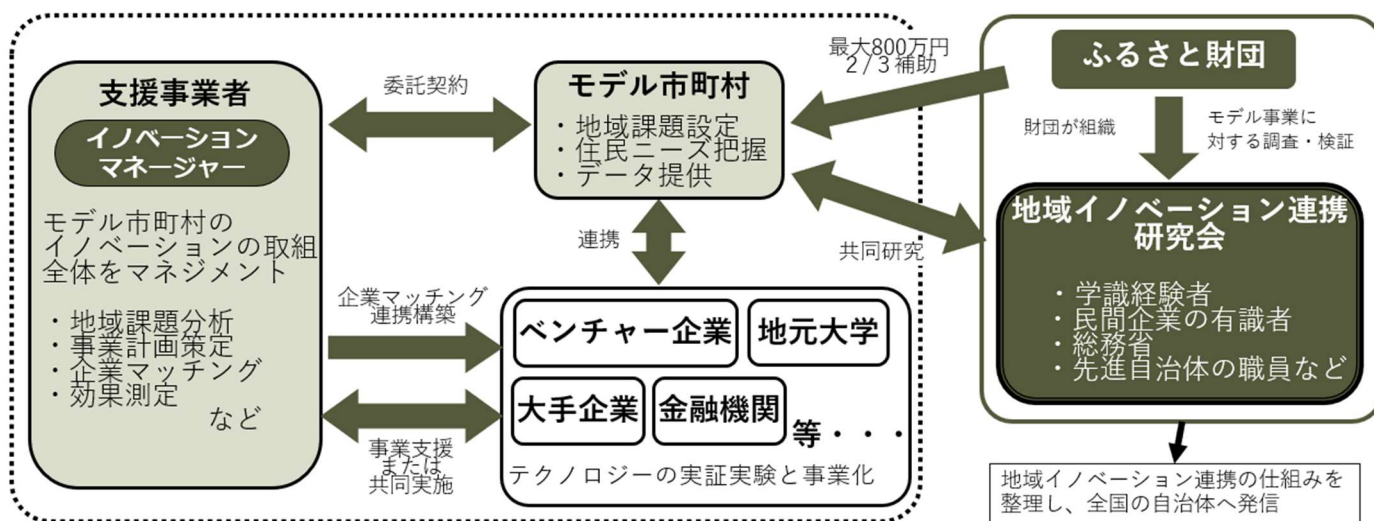 支援事業者
イノベーション
マネージャー
モデル市町村の
イノベーションの取組
全体をマネジメント
・地域課題分析
・事業計画策定
・企業マッチング
・効果測定
など
委託契約
モデル市町村
・地域課題設定
・住民ニーズ把握
・データ提供
連携
企業マッチング
連携構築
事業支援
または
共同実施
ベンチャー企業
地元大学
大手企業
金融機関
等・・・
テクノロジーの実証実験と事業化
最大800万円
2/3補助
共同研究
ふるさと財団
財団が組織
モデル事業に
対する調査・検証
地域イノベーション連携
研究会
・学識経験者
・民間企業の有識者
・総務省
・先進自治体の職員など
地域イノベーション連携の仕組みを
整理し、全国の自治体へ発信